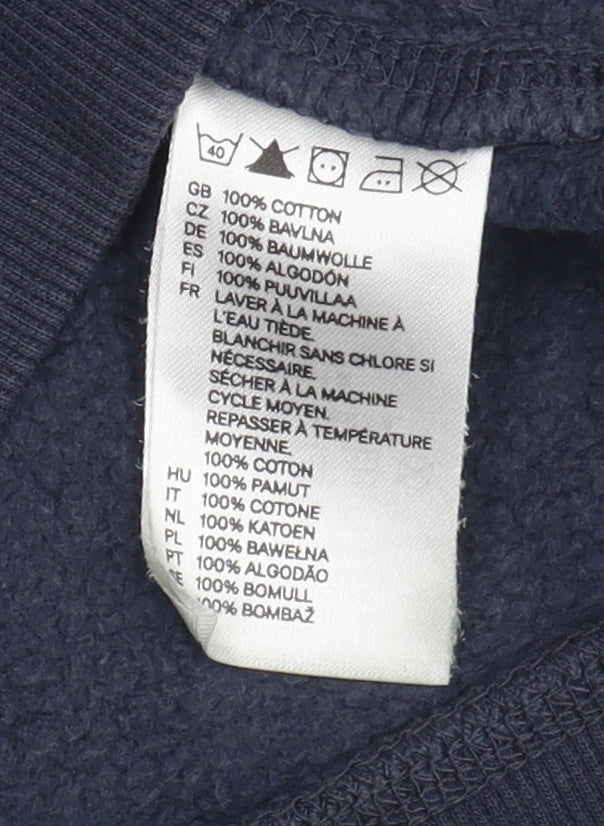 40
GB 100% COTTON
CZ 100% BAVLNA
DE 100% BAUMWOLLE
ES 100% ALGODÓN
FI 100% PUUVILLAA
FR LAVER À LA MACHINE À
L'EAU TIÈDE.
BLANCHIR SANS CHLORE SI
NÉCESSAIRE.
SÉCHER À LA MACHINE
CYCLE MOYEN.
REPASSER À TEMPÉRATURE
MOYENNE.
100% COTON
HU 100% PAMUT
IT 100% COTONE
NL 100% KATOEN
PL 100% BAWEŁNA
PT 100% ALGODÃO
100% BOMULL
BOMBAŽ